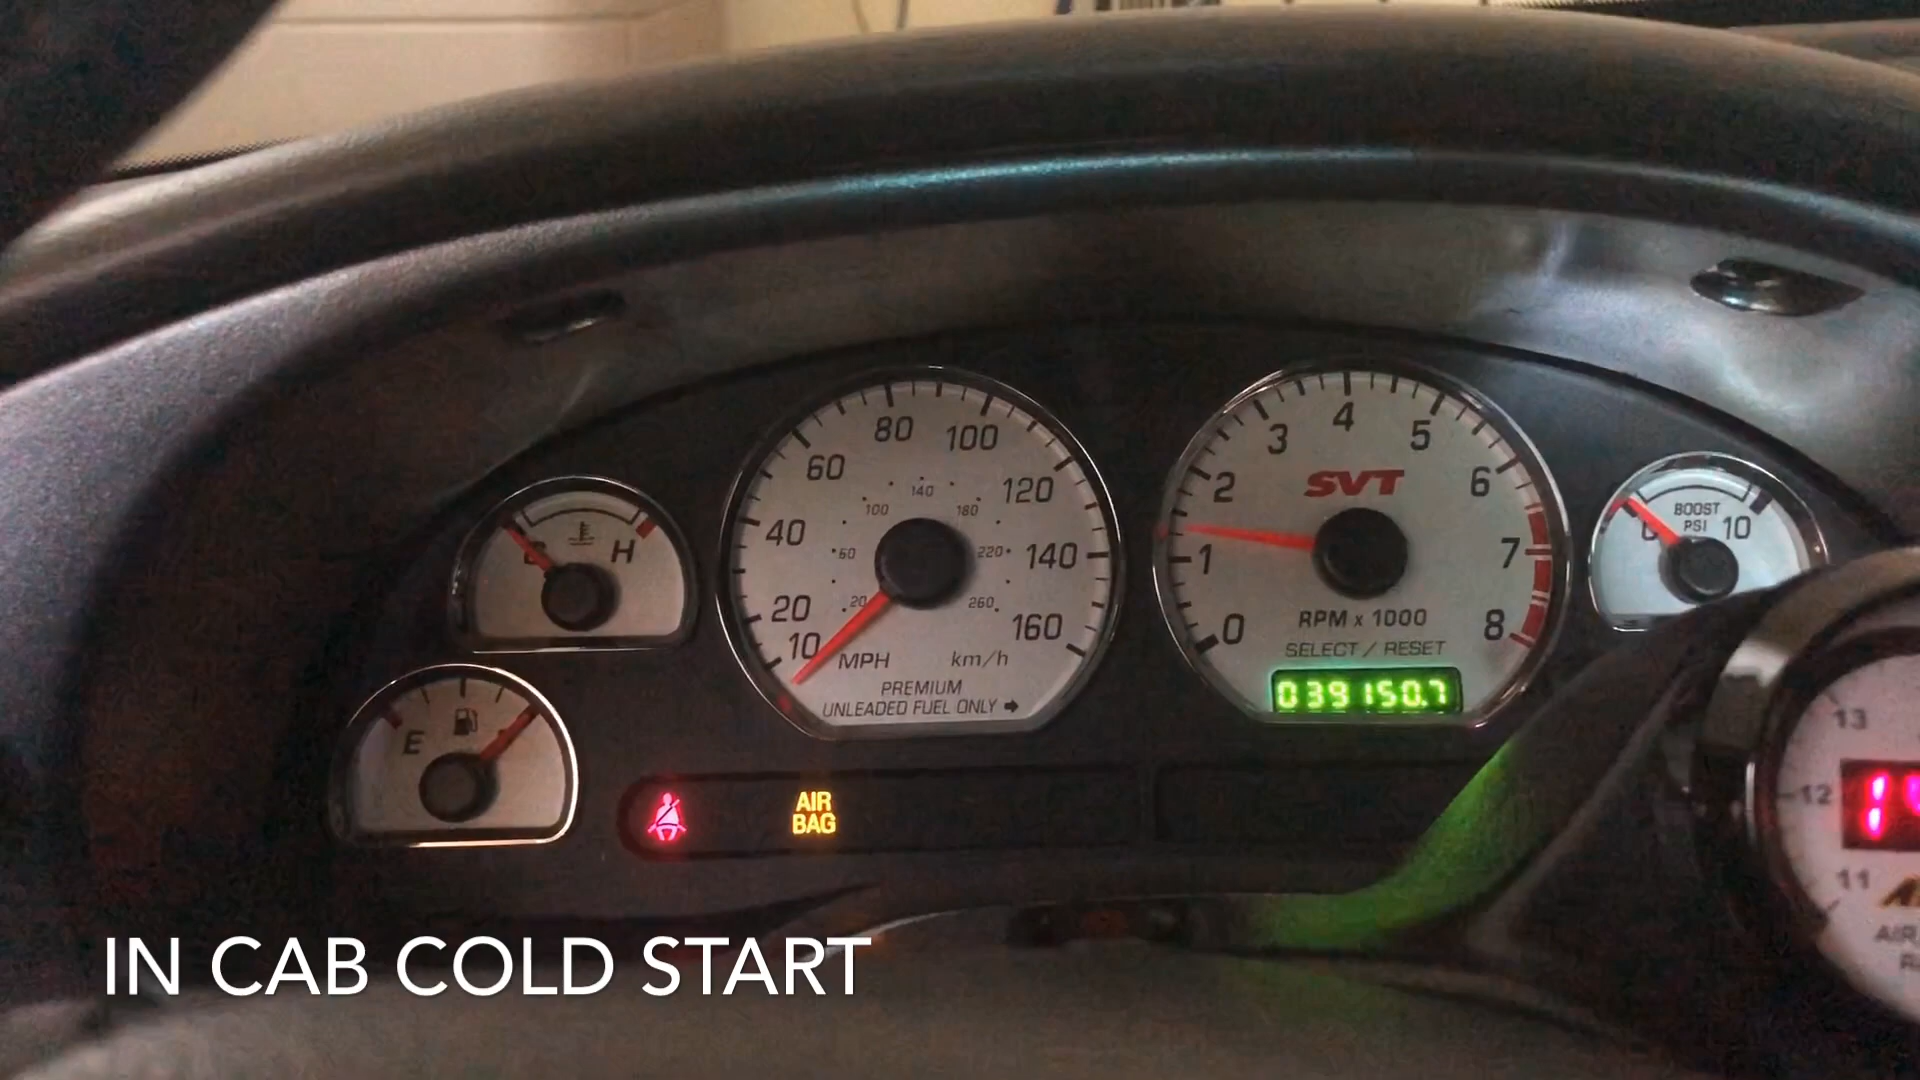 80 100
60 120
40 140
20 160
10
140
100 180
60 220
20 260
MPH km/h
PREMIUM
UNLEADED FUEL ONLY
4
3 5
2 6
1 7
0 8
SVT
RPM x 1000
SELECT / RESET
039150.7
H
E
BOOST
PSI
10
AIR
BAG
13
12
11
IN CAB COLD START